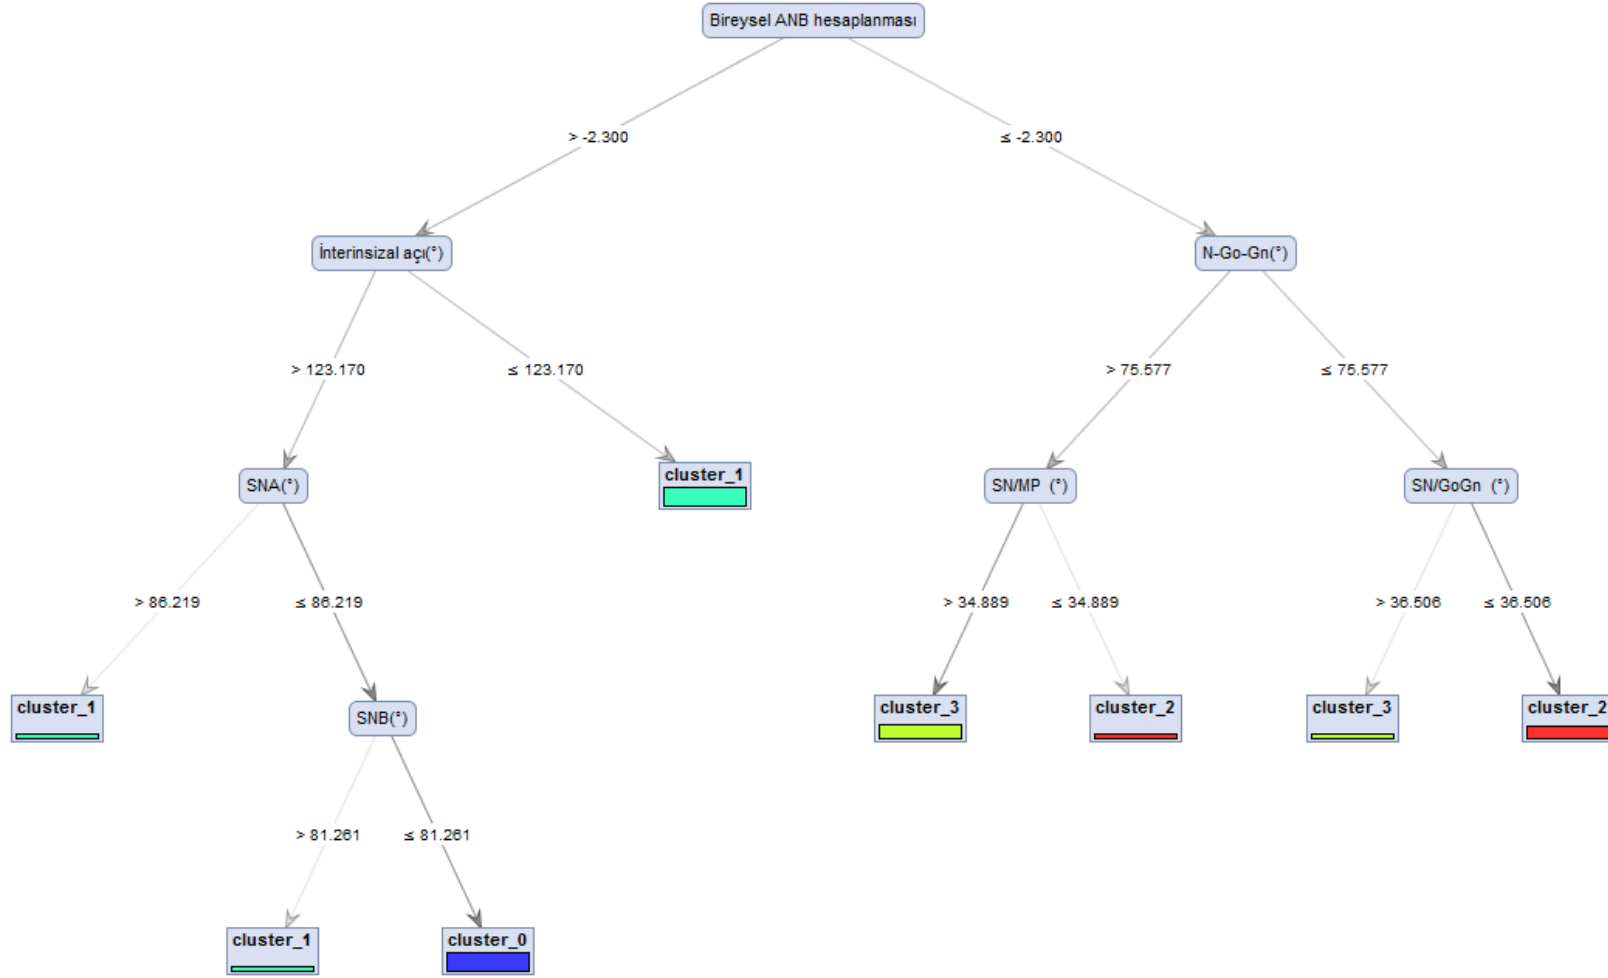 Bireysel ANB hesaplanması
> -2.300
≤ -2.300
İnterinsizal açı(°)
N-Go-Gn(°)
> 123.170
≤ 123.170
> 75.577
≤ 75.577
SNA(°)
cluster_1
SN/MP (°)
SN/GoGn (°)
> 86.219
≤ 86.219
> 34.889
≤ 34.889
> 36.506
≤ 36.506
cluster_1
SNB(°)
cluster_3
cluster_2
cluster_3
cluster_2
> 81.261
≤ 81.261
cluster_1
cluster_0